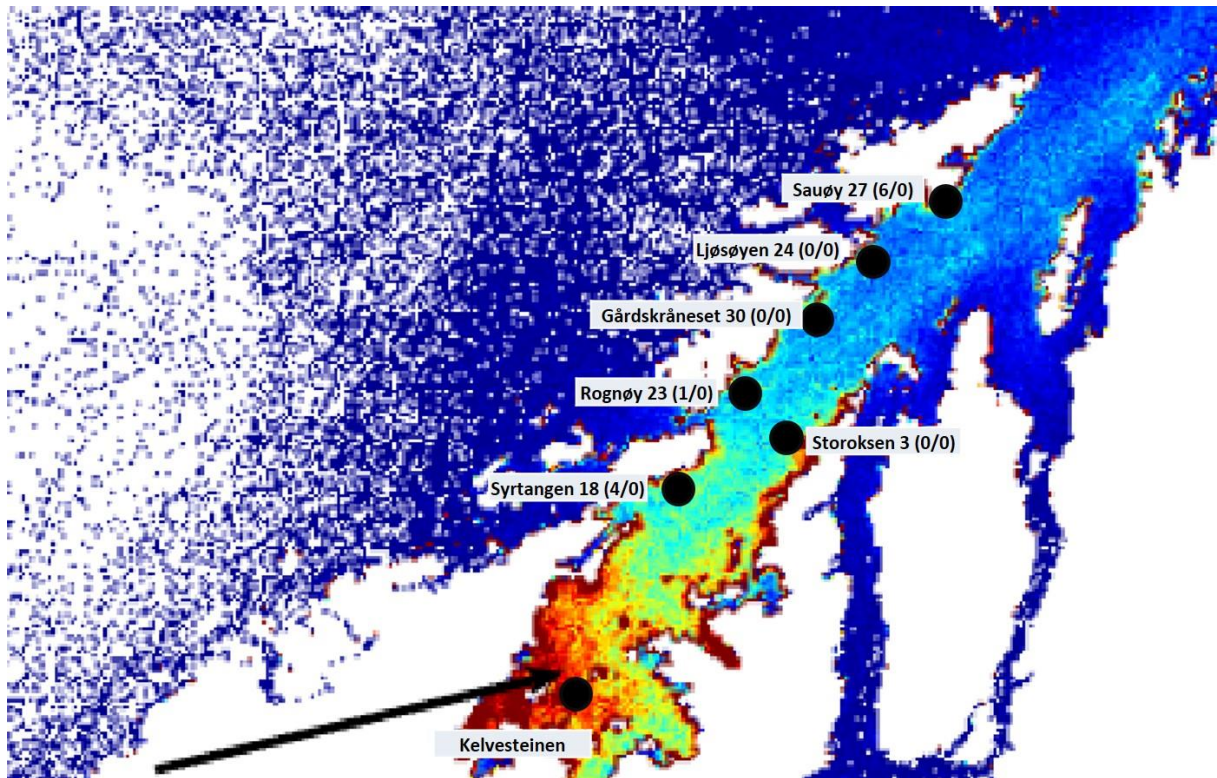 Sauøy 27 (6/0)
Ljøsøyen 24 (0/0)
Gårdskråneset 30 (0/0)
Rognøy 23 (1/0)
Storoksen 3 (0/0)
Syrtangen 18 (4/0)
Kelvesteinen